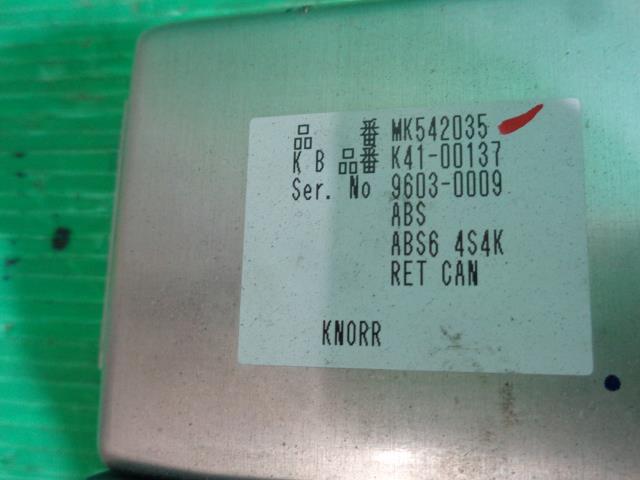 品 番 MK542035
K B 品番 K41-00137
Ser. No 9603-0009
ABS
ABS6 4S4K
RET CAN
KNORR